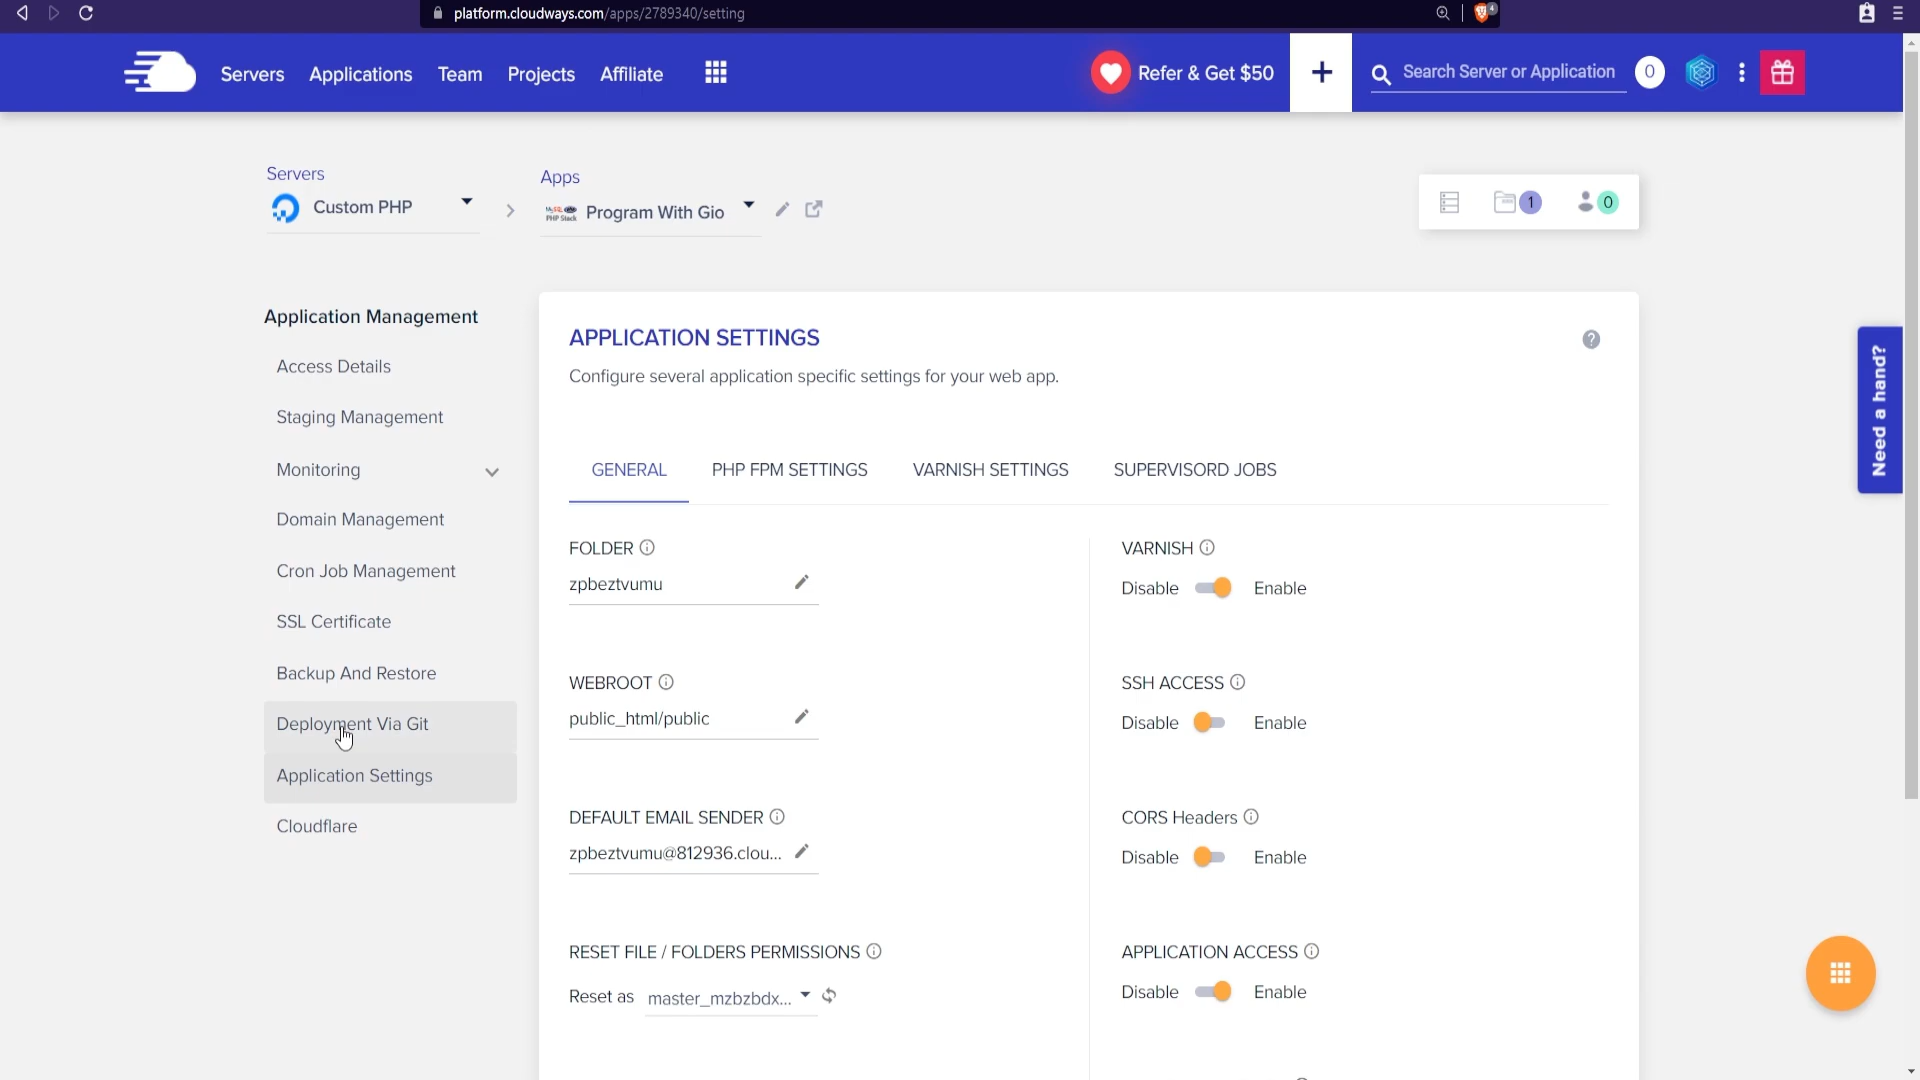 platform.cloudways.com/apps/2789340/setting
4
Servers
Applications
Team
Projects
Affiliate
Refer & Get $50
+
Search Server or Application
0
Servers
Custom PHP
Apps
Program With Gio
1
0
Application Management
Access Details
Staging Management
Monitoring
Domain Management
Cron Job Management
SSL Certificate
Backup And Restore
Deployment Via Git
Application Settings
Cloudflare
APPLICATION SETTINGS
?
Configure several application specific settings for your web app.
GENERAL
PHP FPM SETTINGS
VARNISH SETTINGS
SUPERVISORD JOBS
FOLDER
zpbeztvumu
WEBROOT
public_html/public
DEFAULT EMAIL SENDER
zpbeztvumu@812936.clou...
RESET FILE / FOLDERS PERMISSIONS
Reset as master_mzbzbdx...
VARNISH
Disable Enable
SSH ACCESS
Disable Enable
CORS Headers
Disable Enable
APPLICATION ACCESS
Disable Enable
Need a hand?